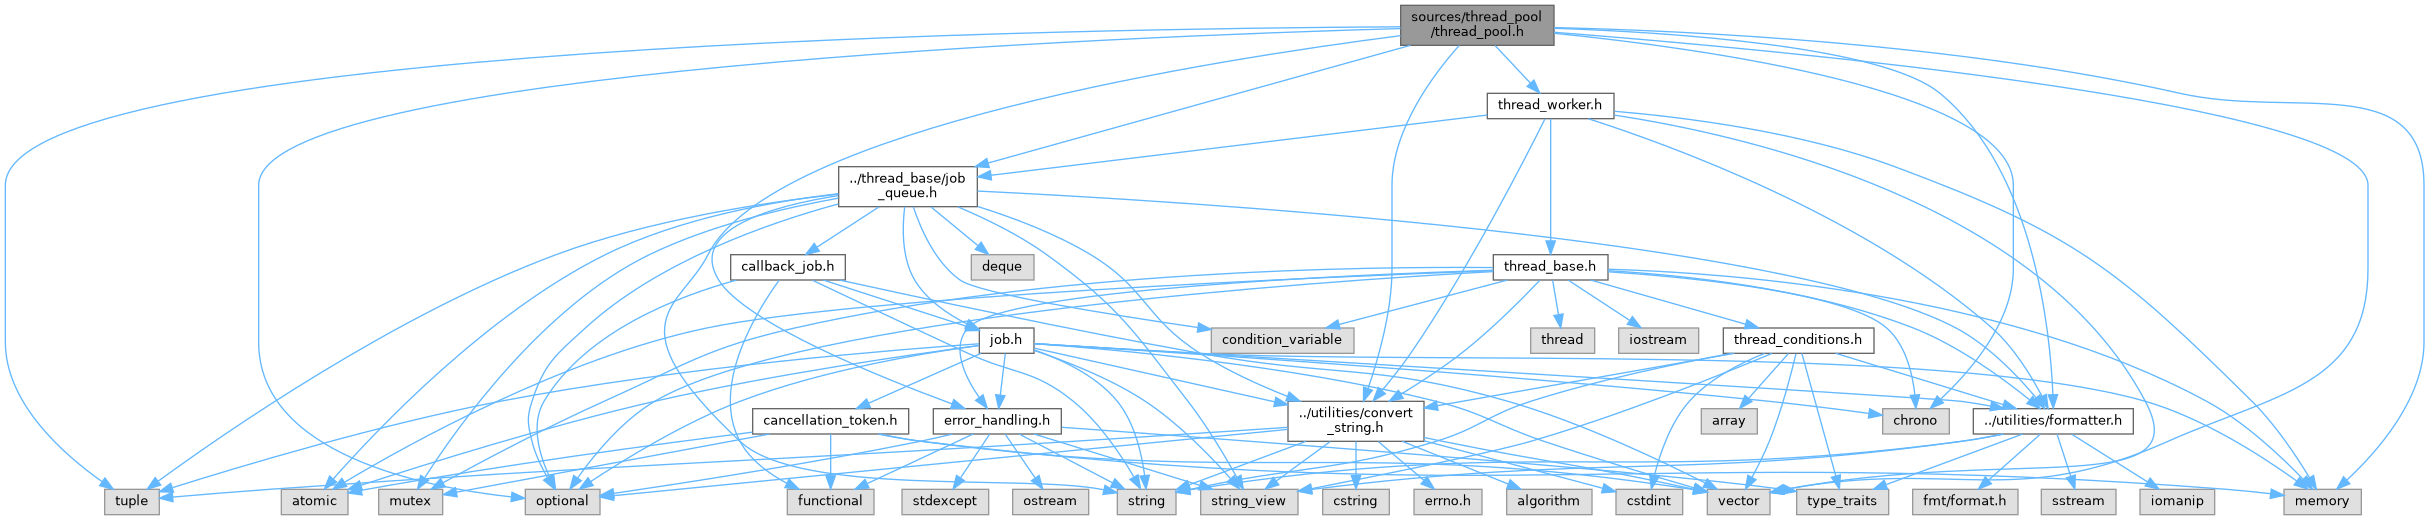 sources/thread_pool
/thread_pool.h
thread_worker.h
../thread_base/job
_queue.h
callback_job.h
deque
thread_base.h
job.h
condition_variable
thread
iostream
thread_conditions.h
cancellation_token.h
error_handling.h
../utilities/convert
_string.h
array
chrono
../utilities/formatter.h
tuple
atomic
mutex
optional
functional
stdexcept
ostream
string
string_view
cstring
errno.h
algorithm
cstdint
vector
type_traits
fmt/format.h
sstream
iomanip
memory